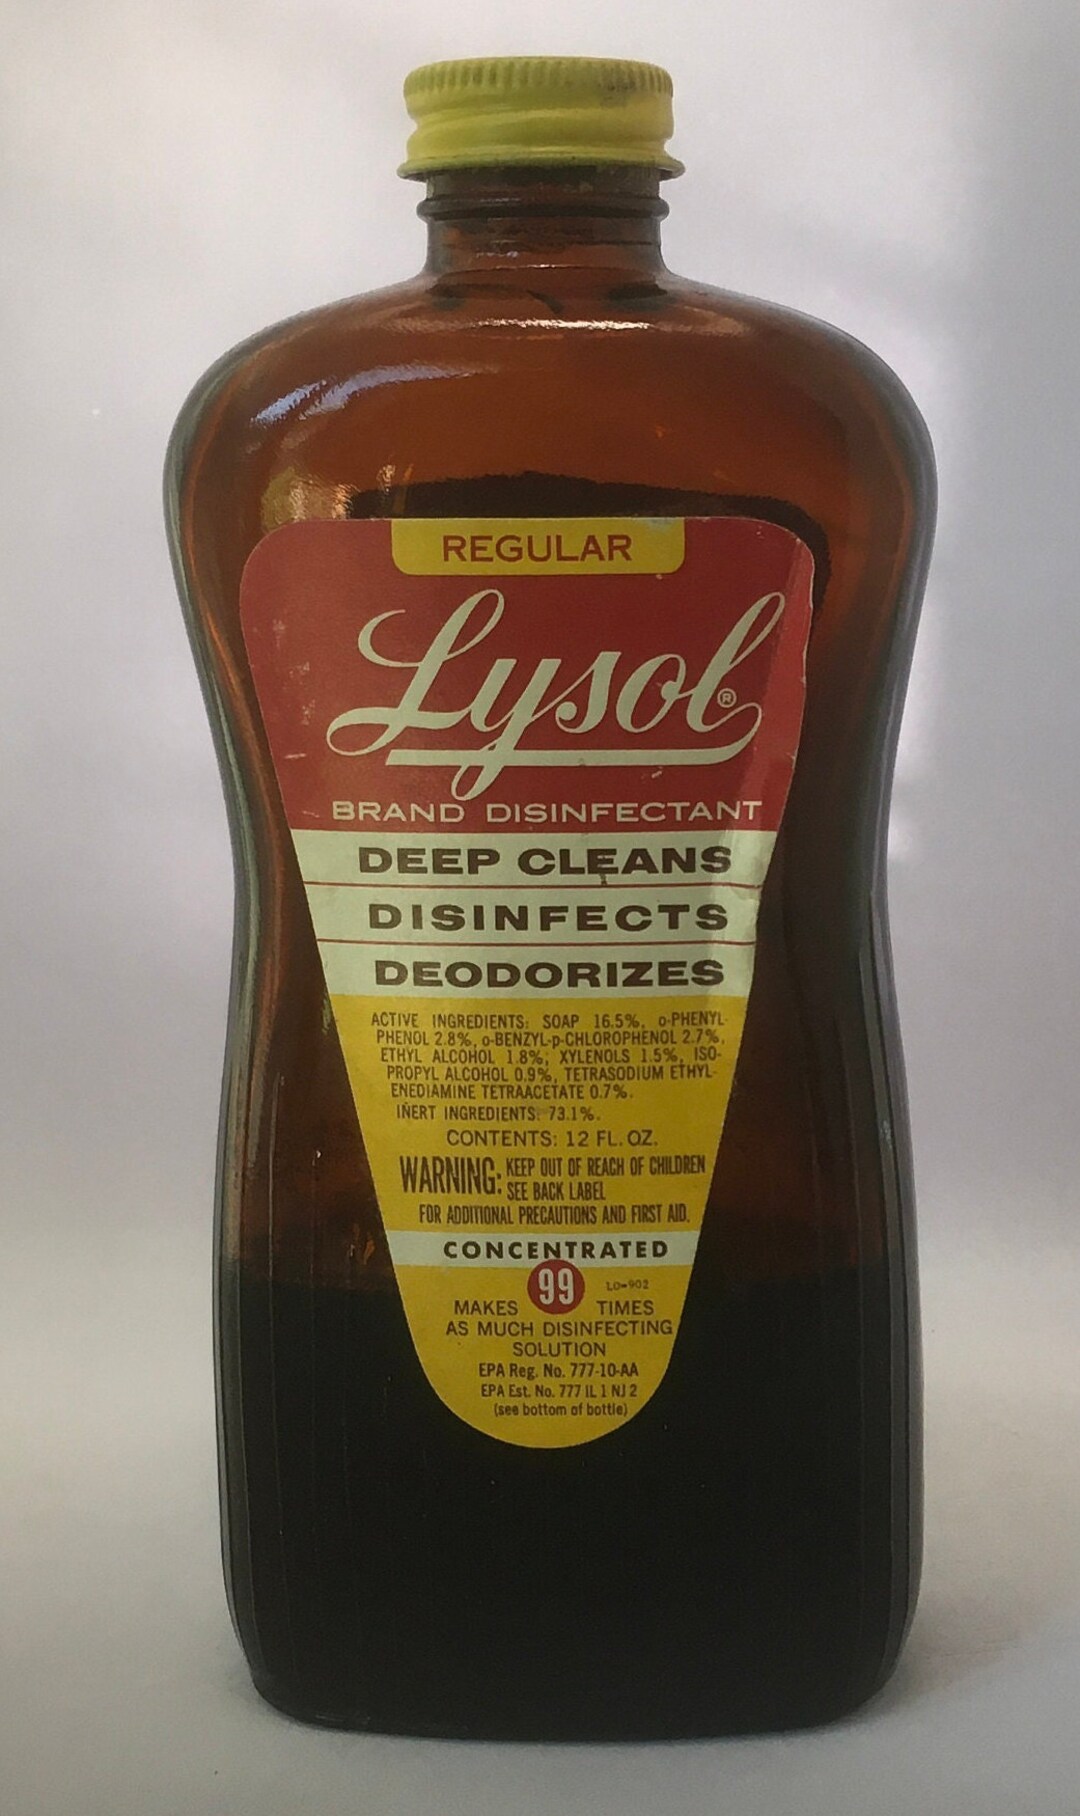 REGULAR
Lysol®
BRAND DISINFECTANT
DEEP CLEANS
DISINFECTS
DEODORIZES
ACTIVE INGREDIENTS: SOAP 16.5%, o-PHENYL-
PHENOL 2.8%, o-BENZYL-p-CHLOROPHENOL 2.7%,
ETHYL ALCOHOL 1.8%; XYLENOLS 1.5%, ISO-
PROPYL ALCOHOL 0.9%, TETRASODIUM ETHYL-
ENEDIAMINE TETRAACETATE 0.7%.
INERT INGREDIENTS: 73.1%.
CONTENTS: 12 FL. OZ.
WARNING: KEEP OUT OF REACH OF CHILDREN
SEE BACK LABEL
FOR ADDITIONAL PRECAUTIONS AND FIRST AID.
CONCENTRATED
LO-902
MAKES 99 TIMES
AS MUCH DISINFECTING
SOLUTION
EPA Reg. No. 777-10-AA
EPA Est. No. 777 IL 1 NJ 2
(see bottom of bottle)